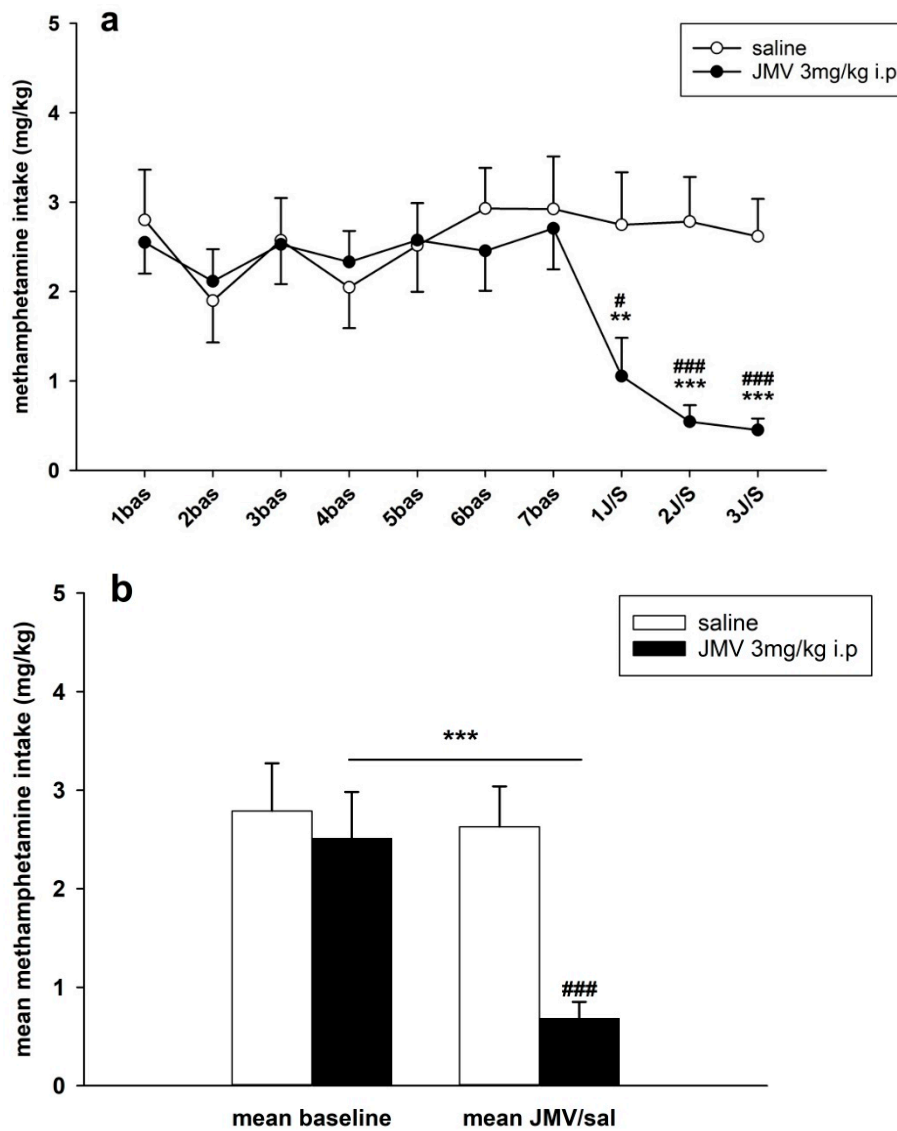 a
saline
JMV 3mg/kg i.p
methamphetamine intake (mg/kg)
5
4
3
2
1
0
#
**
###
***
###
***
1bas
2bas
3bas
4bas
5bas
6bas
7bas
1J/S
2J/S
3J/S
b
saline
JMV 3mg/kg i.p
mean methamphetamine intake (mg/kg)
5
4
3
2
1
0
***
###
mean baseline
mean JMV/sal